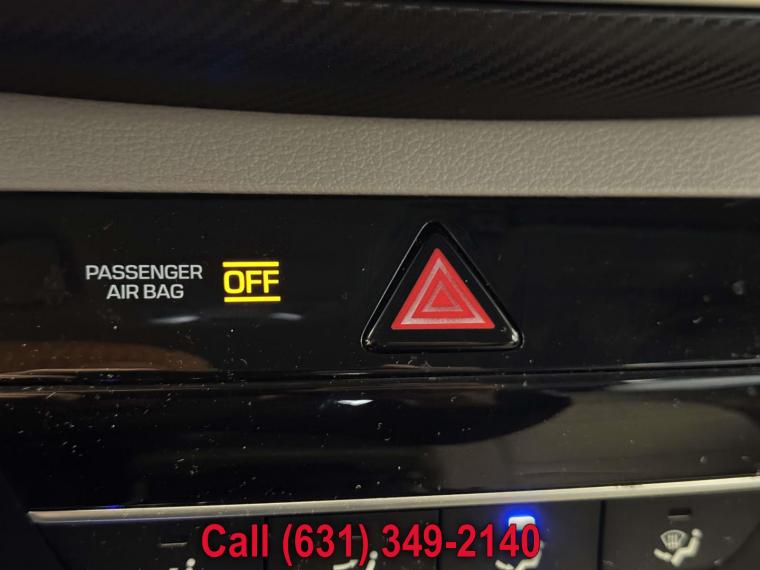 PASSENGER
AIR BAG
OFF
Call (631) 349-2140